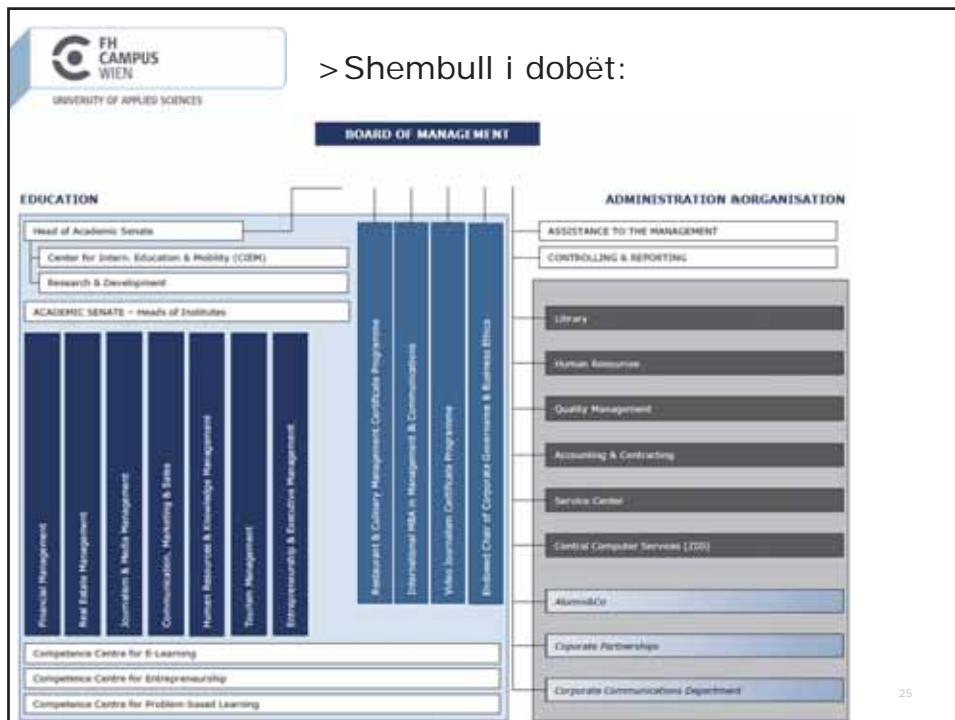 FH
CAMPUS
WIEN
UNIVERSITY OF APPLIED SCIENCES
>Shembull i dobët:
BOARD OF MANAGEMENT
EDUCATION
Head of Academic Senate
Center for Intern. Education & Mobility (CIEM)
Research & Development
ACADEMIC SENATE – Heads of Institutes
Financial Management
Real Estate Management
Journalism & Media Management
Communication, Marketing & Sales
Human Resources & Knowledge Management
Tourism Management
Entrepreneurship & Executive Management
Restaurant & Culinary Management Certificate Programme
International MBA in Management & Communications
Video Journalism Certificate Programme
Endowed Chair of Corporate Governance & Business Ethics
Competence Centre for E-Learning
Competence Centre for Entrepreneurship
Competence Centre for Problem based Learning
ADMINISTRATION &ORGANISATION
ASSISTANCE TO THE MANAGEMENT
CONTROLLING & REPORTING
Library
Human Resources
Quality Management
Accounting & Contracting
Service Center
Central Computer Services (ZID)
Alumni&Co
Coporate Partnerships
Corporate Communications Department
25